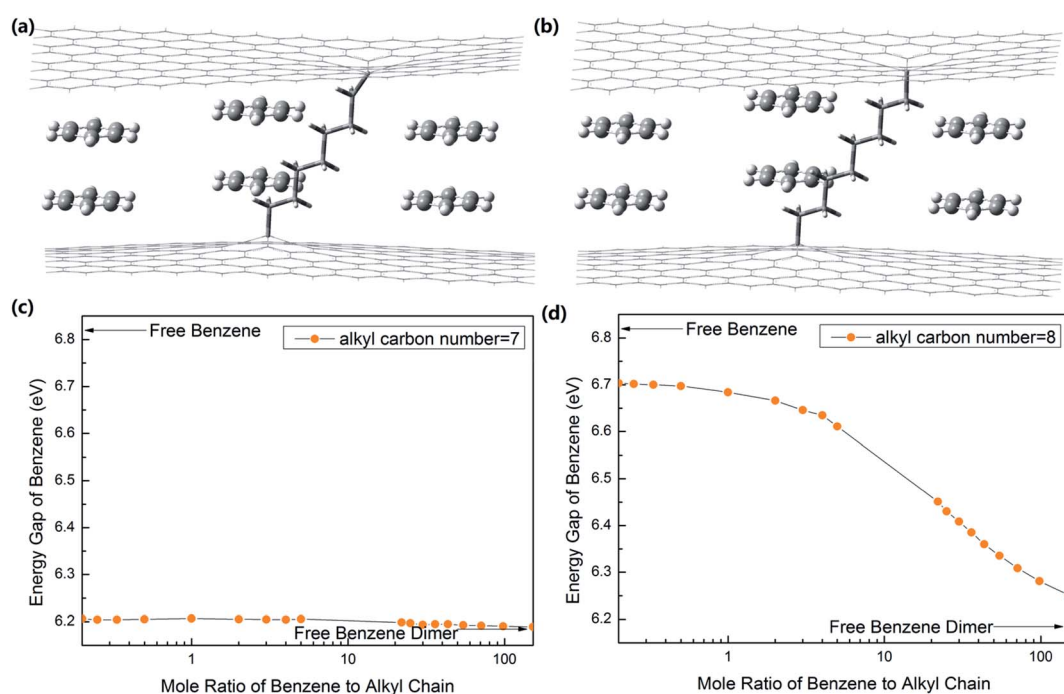 (a)
(b)
(c)
6.8
6.7
6.6
6.5
6.4
6.3
6.2
Energy Gap of Benzene (eV)
Free Benzene
alkyl carbon number=7
Free Benzene Dimer
1
10
100
Mole Ratio of Benzene to Alkyl Chain
(d)
6.8
6.7
6.6
6.5
6.4
6.3
6.2
Energy Gap of Benzene (eV)
Free Benzene
alkyl carbon number=8
Free Benzene Dimer
1
10
100
Mole Ratio of Benzene to Alkyl Chain